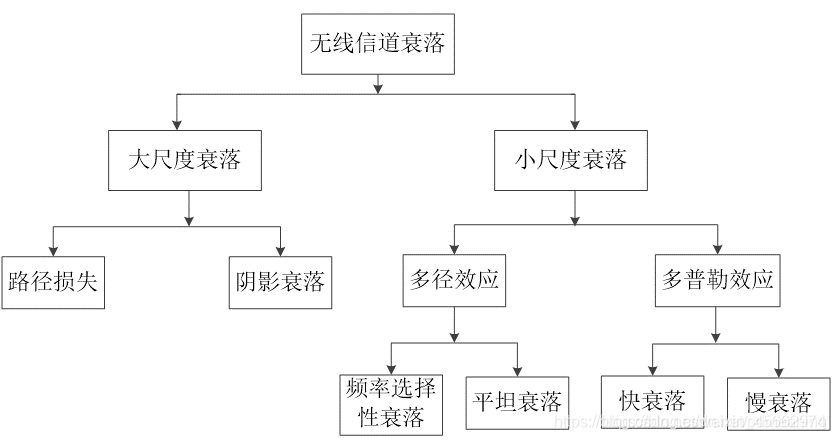 无线信道衰落
大尺度衰落
小尺度衰落
路径损失
阴影衰落
多径效应
多普勒效应
频率选择
性衰落
平坦衰落
快衰落
慢衰落